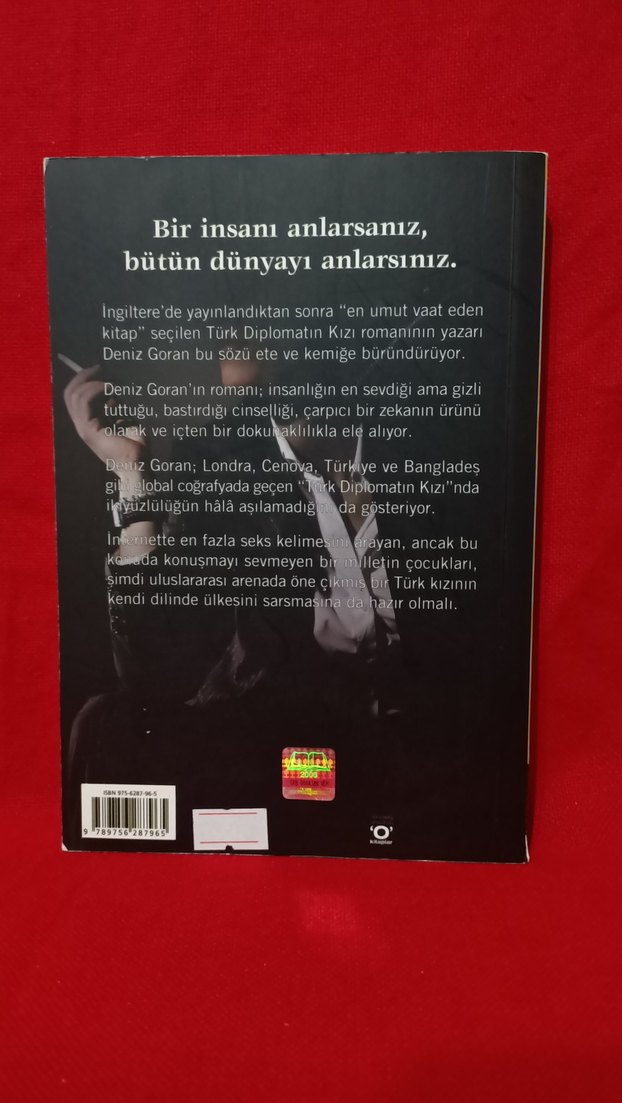 Bir insanı anlarsanız,
bütün dünyayı anlarsınız.
İngiltere’de yayınlandıktan sonra “en umut vaat eden
kitap” seçilen Türk Diplomatın Kızı romanının yazarı
Deniz Goran bu sözü ete ve kemiğe büründürüyor.
Deniz Goran’ın romanı; insanlığın en sevdiği ama gizli
tuttuğu, bastırdığı cinselliği, çarpıcı bir zekanın ürünü
olarak ve içten bir dokunaklılıkla ele alıyor.
Deniz Goran; Londra, Cenova, Türkiye ve Bangladeş
gibi global coğrafyada geçen “Türk Diplomatın Kızı”nda
ikiyüzlülüğün hâlâ aşılamadığını da gösteriyor.
İnternette en fazla seks kelimesini arayan, ancak bu
konuda konuşmayı sevmeyen bir milletin çocukları,
şimdi uluslararası arenada öne çıkmış bir Türk kızının
kendi dilinde ülkesini sarsmasına da hazır olmalı.
2009
ISBN 975-6287-96-5
9 789756 287965
‘O’
kitaplar